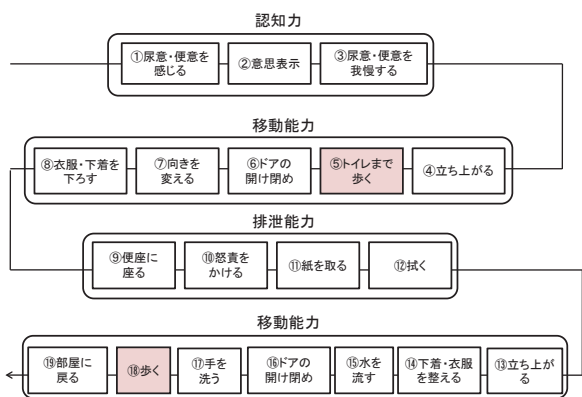 認知力
①尿意・便意を
感じる
②意思表示
③尿意・便意を
我慢する
移動能力
⑧衣服・下着を
下ろす
⑦向きを
変える
⑥ドアの
開け閉め
⑤トイレまで
歩く
④立ち上がる
排泄能力
⑨便座に
座る
⑩怒責を
かける
⑪紙を取る
⑫拭く
移動能力
⑲部屋に
戻る
⑱歩く
⑰手を
洗う
⑯ドアの
開け閉め
⑮水を
流す
⑭下着・衣服
を整える
⑬立ち上が
る